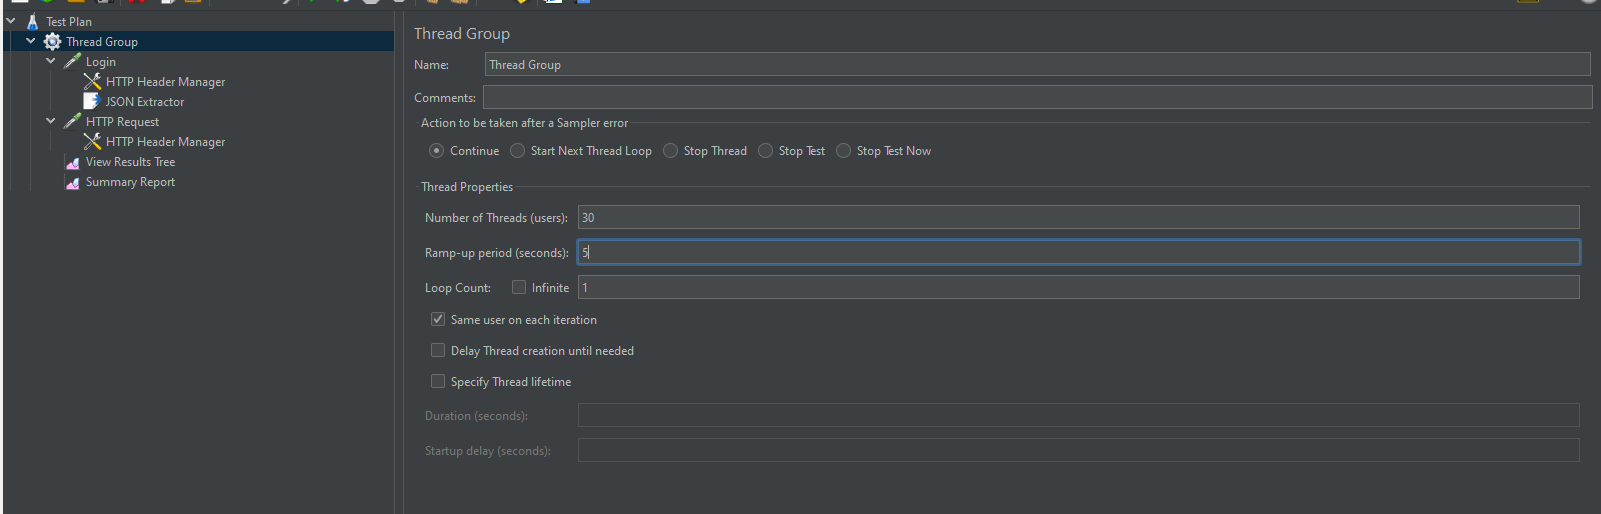 Test Plan
Thread Group
Login
HTTP Header Manager
JSON Extractor
HTTP Request
HTTP Header Manager
View Results Tree
Summary Report
Thread Group
Name: Thread Group
Comments:
Action to be taken after a Sampler error
Continue Start Next Thread Loop Stop Thread Stop Test Stop Test Now
Thread Properties
Number of Threads (users): 30
Ramp-up period (seconds): 5
Loop Count: Infinite 1
Same user on each iteration
Delay Thread creation until needed
Specify Thread lifetime
Duration (seconds):
Startup delay (seconds):